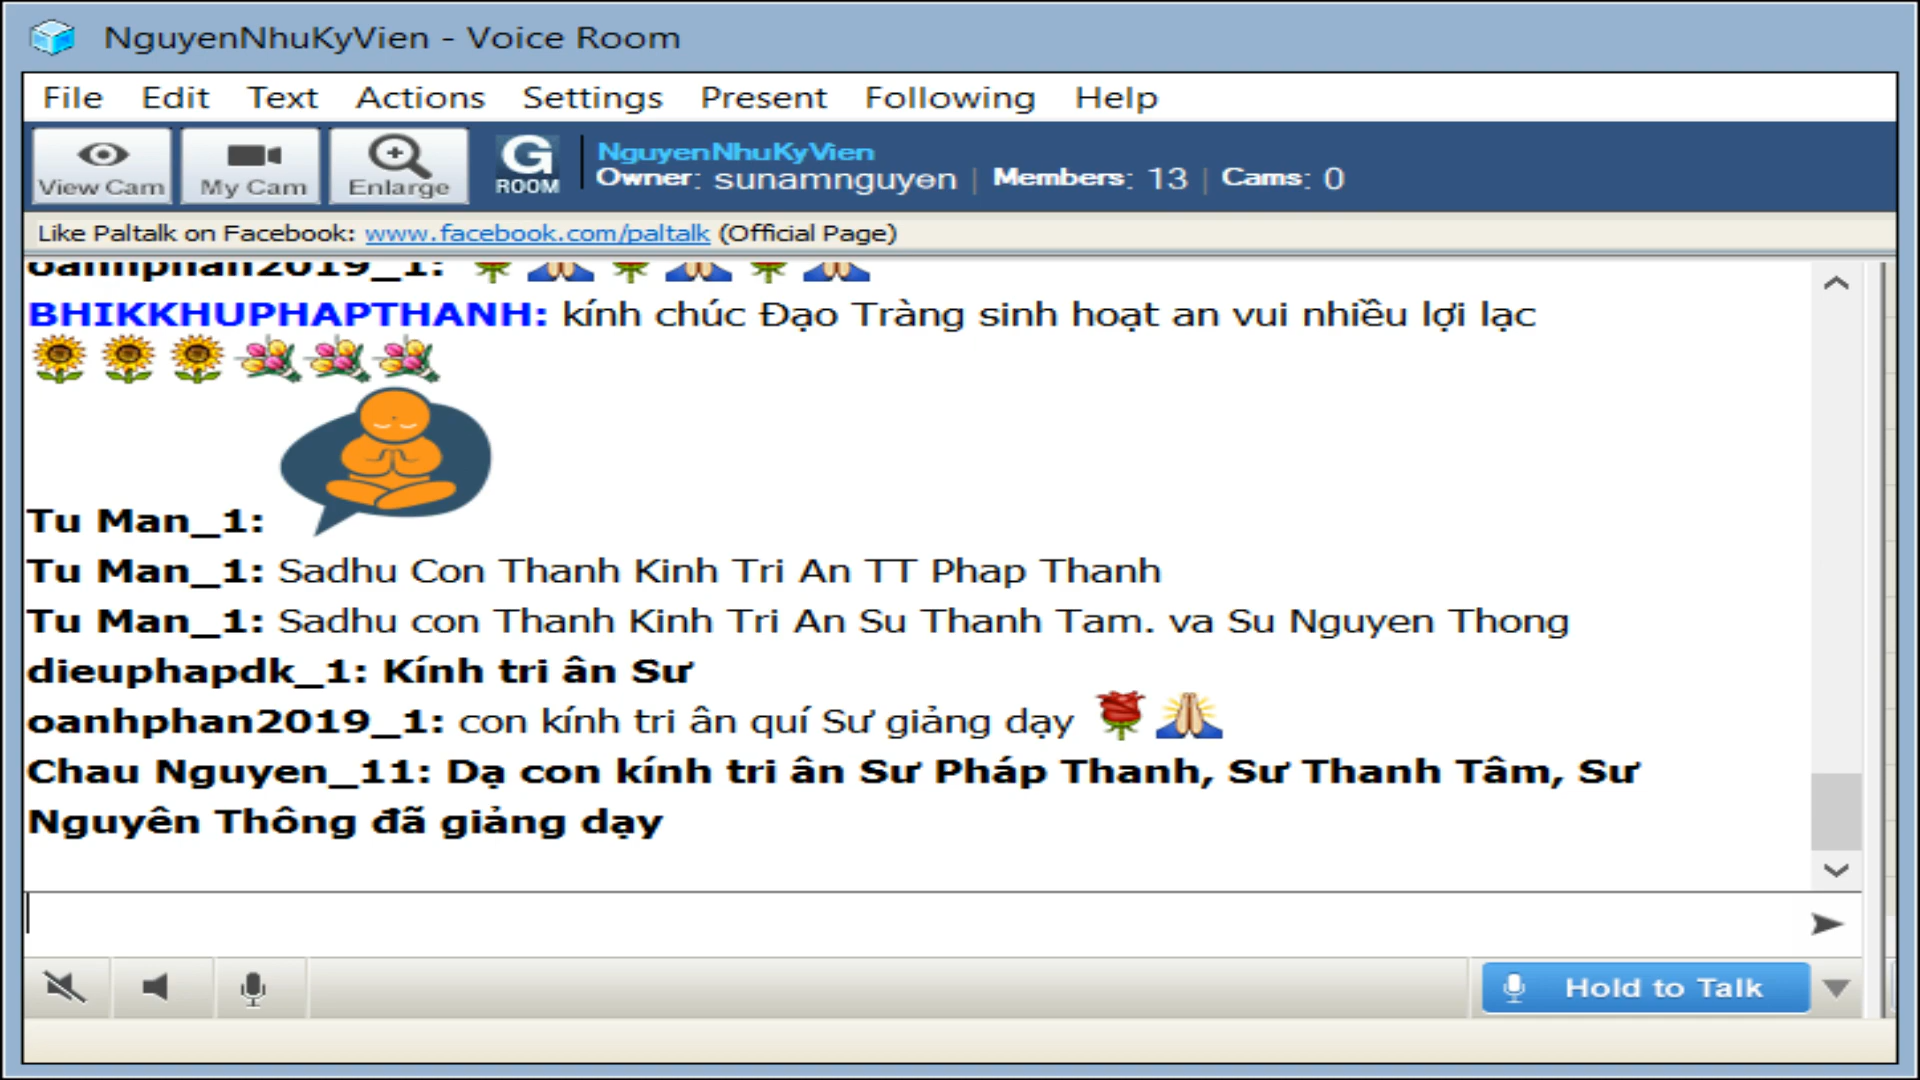 NguyenNhuKyVien - Voice Room
File Edit Text Actions Settings Present Following Help
View Cam My Cam Enlarge G ROOM NguyenNhuKyVien
Owner: sunamnguyen | Members: 13 | Cams: 0
Like Paltalk on Facebook: www.facebook.com/paltalk (Official Page)
oanhphan2019_1:
BHIKKHUPHAPTHANH: kính chúc Đạo Tràng sinh hoạt an vui nhiều lợi lạc
Tu Man_1:
Tu Man_1: Sadhu Con Thanh Kinh Tri An TT Phap Thanh
Tu Man_1: Sadhu con Thanh Kinh Tri An Su Thanh Tam. va Su Nguyen Thong
dieuphapdk_1: Kính tri ân Sư
oanhphan2019_1: con kính tri ân quí Sư giảng dạy
Chau Nguyen_11: Dạ con kính tri ân Sư Pháp Thanh, Sư Thanh Tâm, Sư
Nguyên Thông đã giảng dạy
Hold to Talk